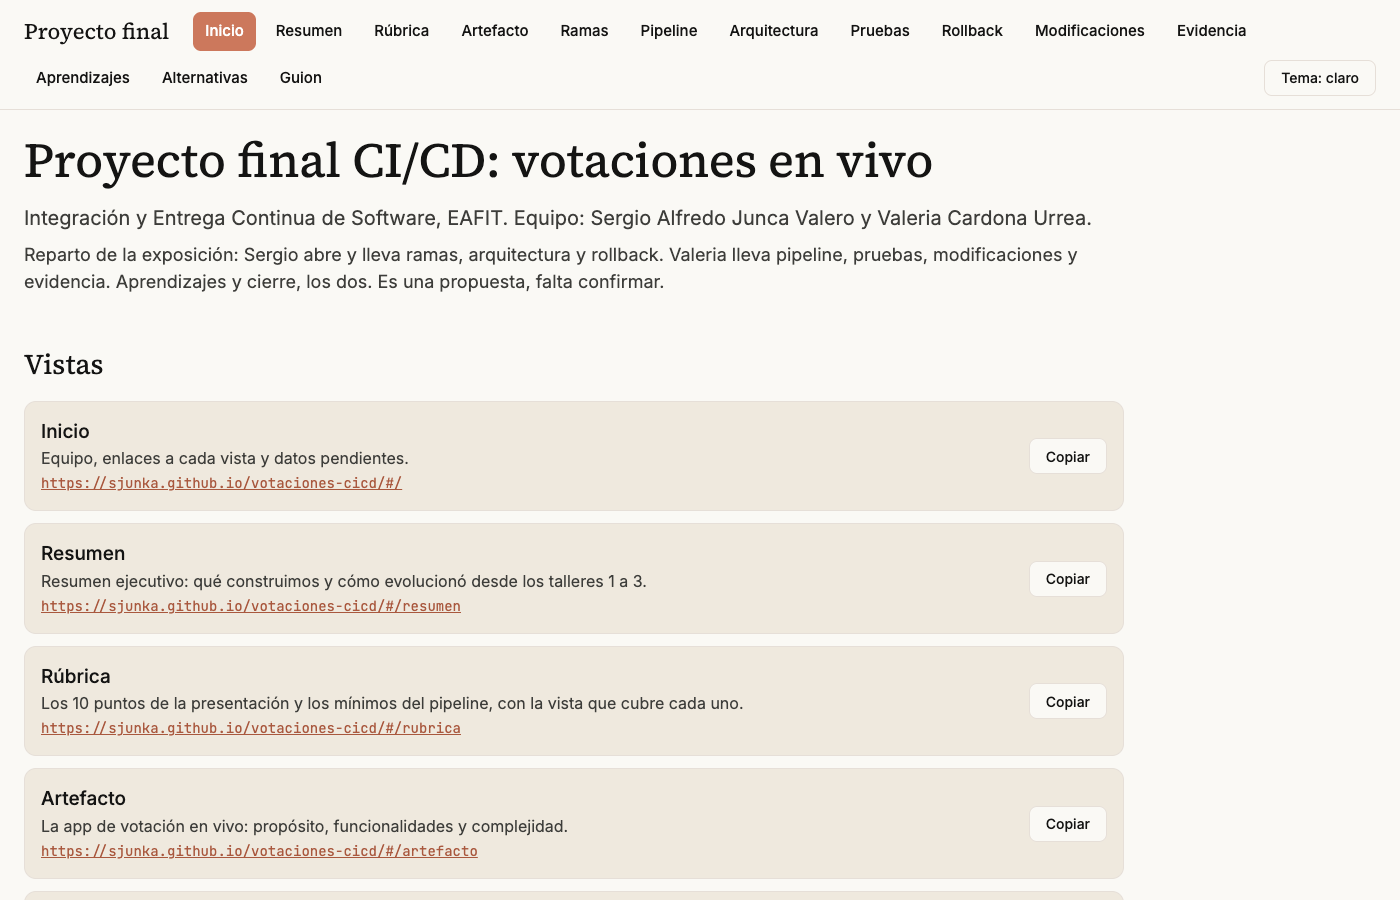 Proyecto final
Inicio
Resumen
Rúbrica
Artefacto
Ramas
Pipeline
Arquitectura
Pruebas
Rollback
Modificaciones
Evidencia
Aprendizajes
Alternativas
Guion
Tema: claro
Proyecto final CI/CD: votaciones en vivo
Integración y Entrega Continua de Software, EAFIT. Equipo: Sergio Alfredo Junca Valero y Valeria Cardona Urrea.
Reparto de la exposición: Sergio abre y lleva ramas, arquitectura y rollback. Valeria lleva pipeline, pruebas, modificaciones y
evidencia. Aprendizajes y cierre, los dos. Es una propuesta, falta confirmar.
Vistas
Inicio
Equipo, enlaces a cada vista y datos pendientes.
https://sjunka.github.io/votaciones-cicd/#/
Copiar
Resumen
Resumen ejecutivo: qué construimos y cómo evolucionó desde los talleres 1 a 3.
https://sjunka.github.io/votaciones-cicd/#/resumen
Copiar
Rúbrica
Los 10 puntos de la presentación y los mínimos del pipeline, con la vista que cubre cada uno.
https://sjunka.github.io/votaciones-cicd/#/rubrica
Copiar
Artefacto
La app de votación en vivo: propósito, funcionalidades y complejidad.
https://sjunka.github.io/votaciones-cicd/#/artefacto
Copiar